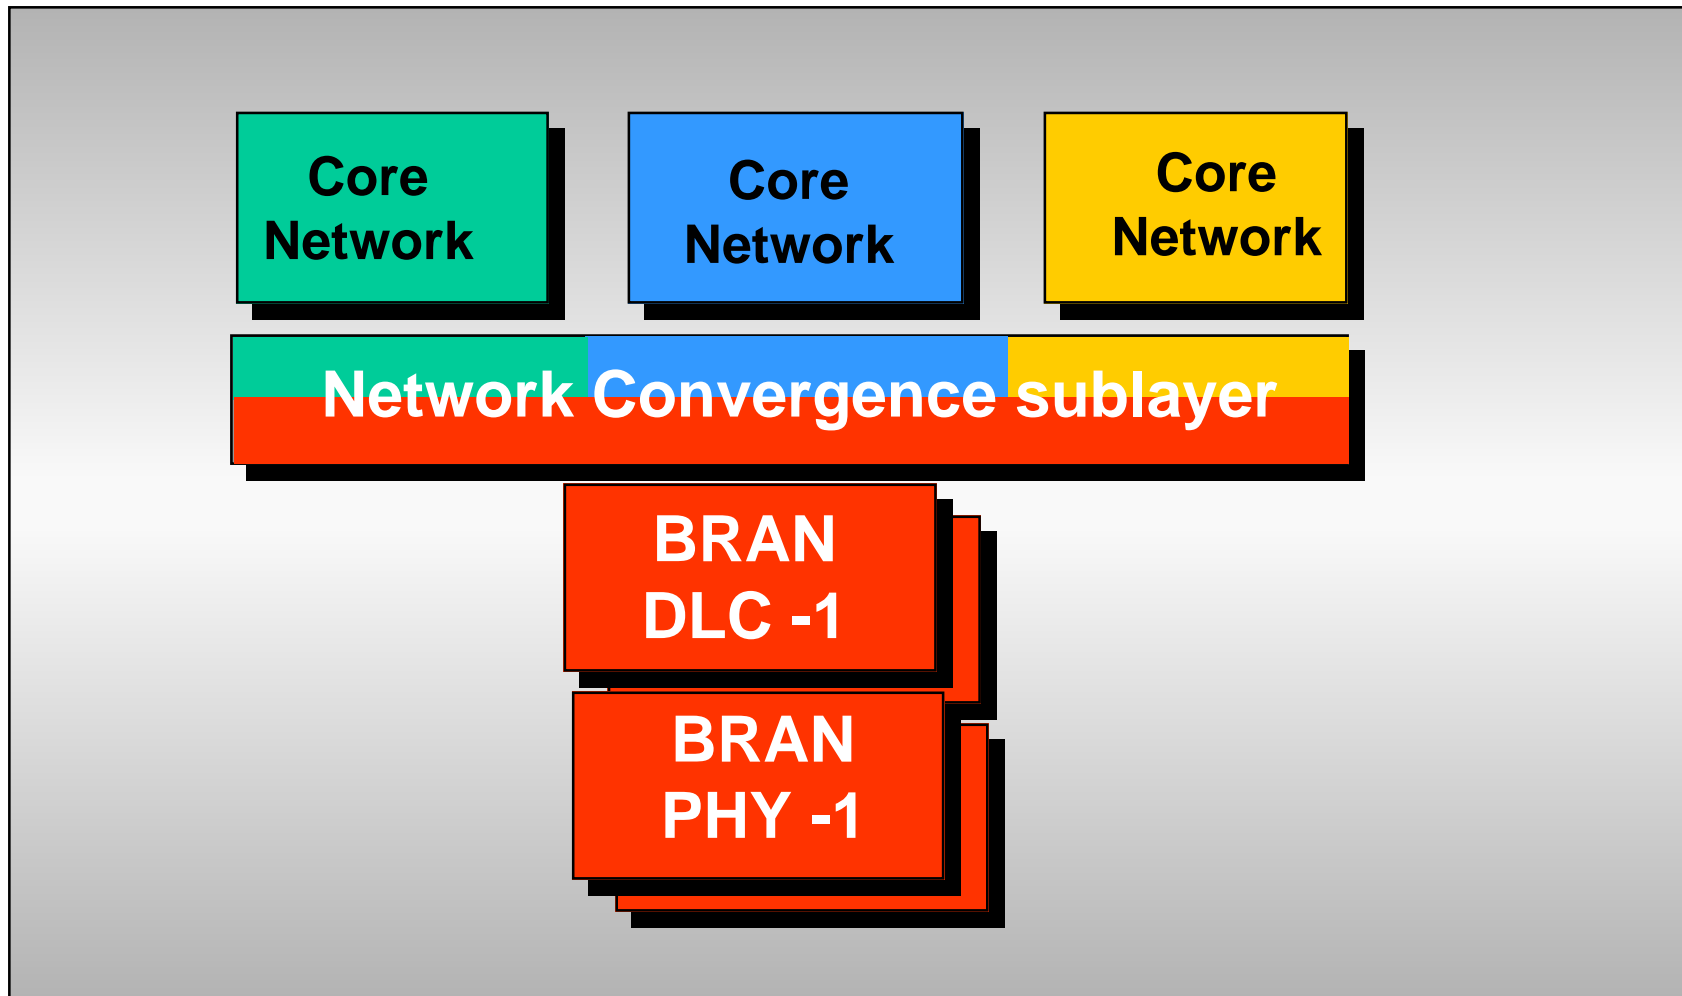 Core
Network
Core
Network
Core
Network
Network Convergence sublayer
BRAN
DLC -1
BRAN
PHY -1